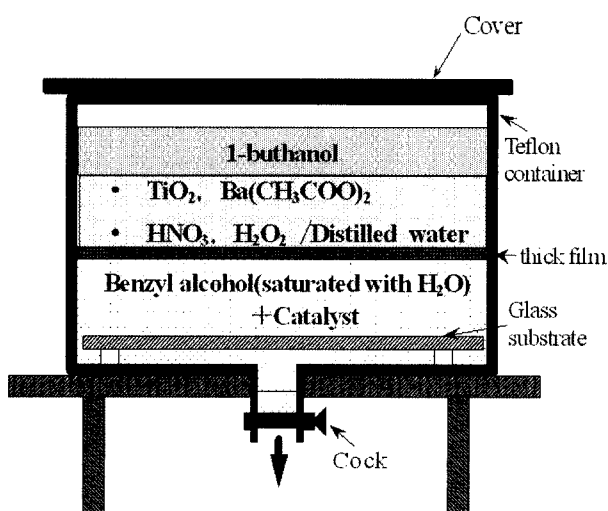 Cover
1-buthanol
Teflon
container
• TiO₂, Ba(CH₃COO)₂
• HNO₃, H₂O₂ /Distilled water
thick film
Benzyl alcohol(saturated with H₂O)
+Catalyst
Glass
substrate
Cock